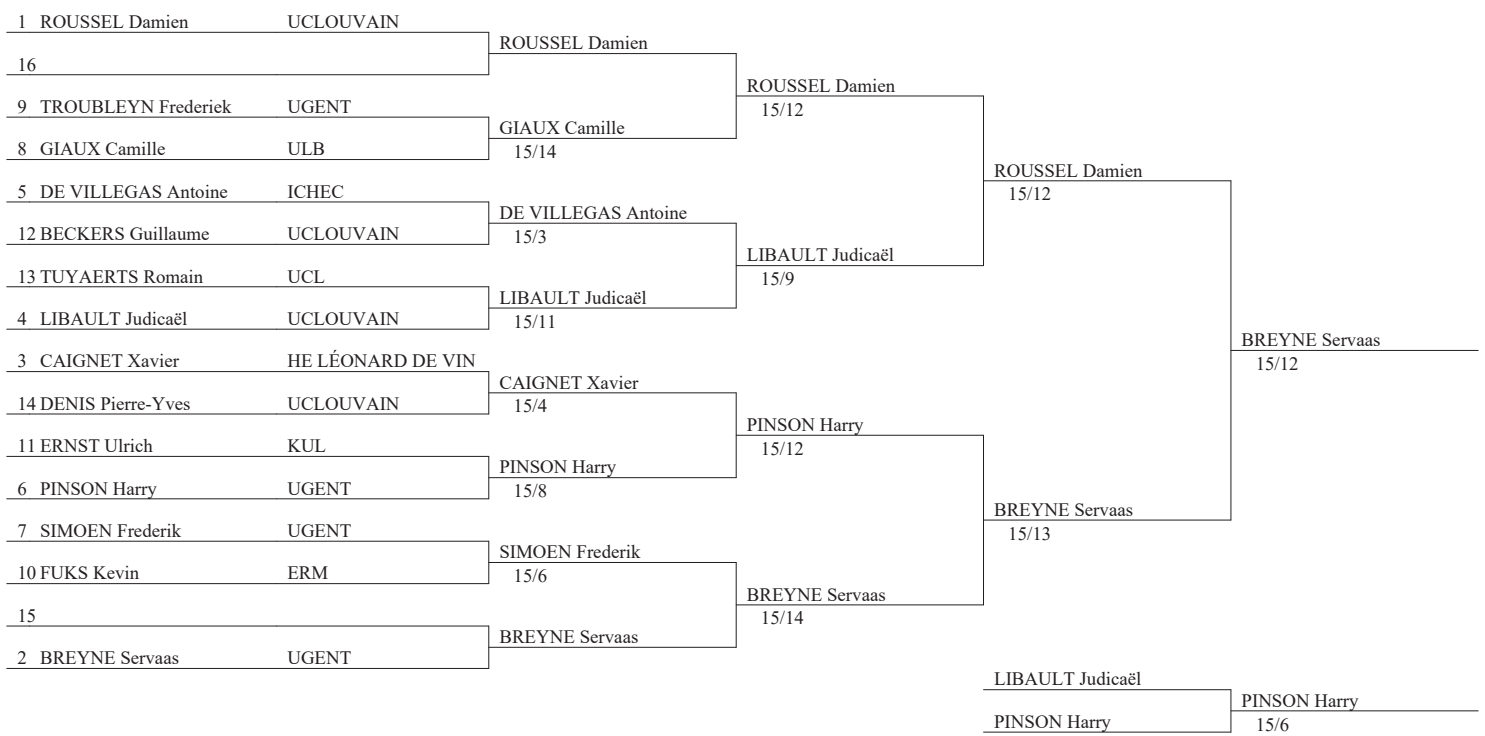 1 ROUSSEL Damien UCLOUVAIN
16
9 TROUBLEYN Frederiek UGENT
8 GIAUX Camille ULB
5 DE VILLEGAS Antoine ICHEC
12 BECKERS Guillaume UCLOUVAIN
13 TUYAERTS Romain UCL
4 LIBAULT Judicaël UCLOUVAIN
3 CAIGNET Xavier HE LÉONARD DE VIN
14 DENIS Pierre-Yves UCLOUVAIN
11 ERNST Ulrich KUL
6 PINSON Harry UGENT
7 SIMOEN Frederik UGENT
10 FUKS Kevin ERM
15
2 BREYNE Servaas UGENT
ROUSSEL Damien
GIAUX Camille
15/14
DE VILLEGAS Antoine
15/3
LIBAULT Judicaël
15/11
CAIGNET Xavier
15/4
PINSON Harry
15/8
SIMOEN Frederik
15/6
BREYNE Servaas
ROUSSEL Damien
15/12
LIBAULT Judicaël
15/9
PINSON Harry
15/12
BREYNE Servaas
15/14
ROUSSEL Damien
15/12
BREYNE Servaas
15/13
BREYNE Servaas
15/12
LIBAULT Judicaël
PINSON Harry
PINSON Harry
15/6